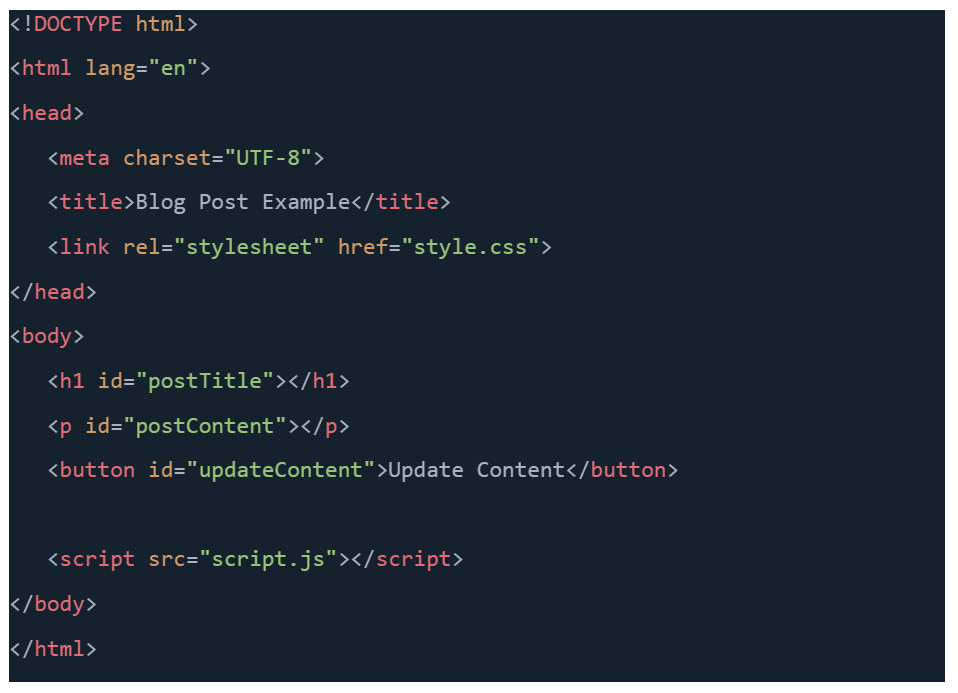 <!DOCTYPE html>
<html lang="en">
<head>
   <meta charset="UTF-8">
   <title>Blog Post Example</title>
   <link rel="stylesheet" href="style.css">
</head>
<body>
   <h1 id="postTitle"></h1>
   <p id="postContent"></p>
   <button id="updateContent">Update Content</button>

   <script src="script.js"></script>
</body>
</html>